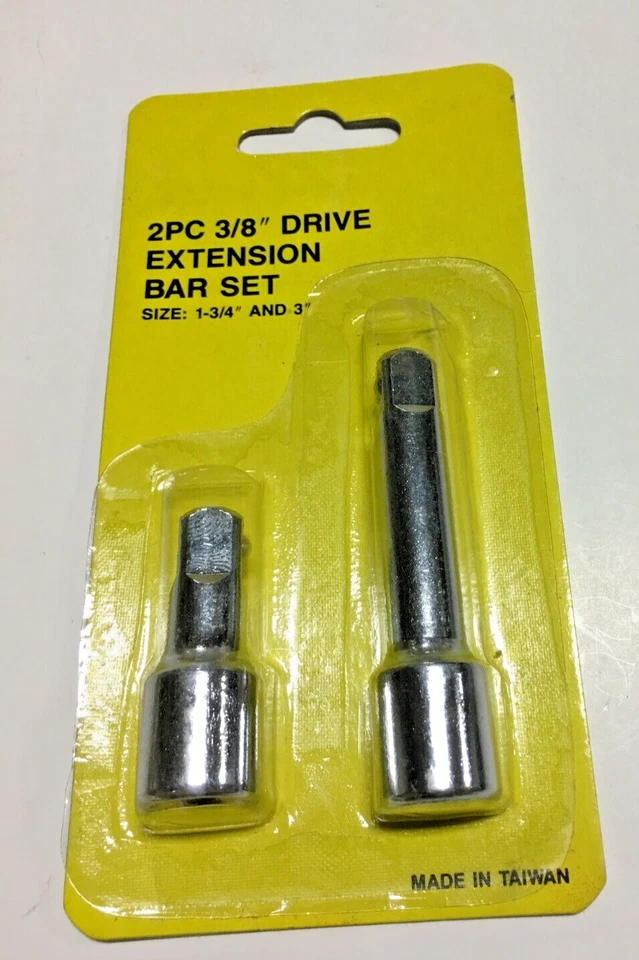 2PC 3/8" DRIVE
EXTENSION
BAR SET
SIZE: 1-3/4" AND 3"
MADE IN TAIWAN